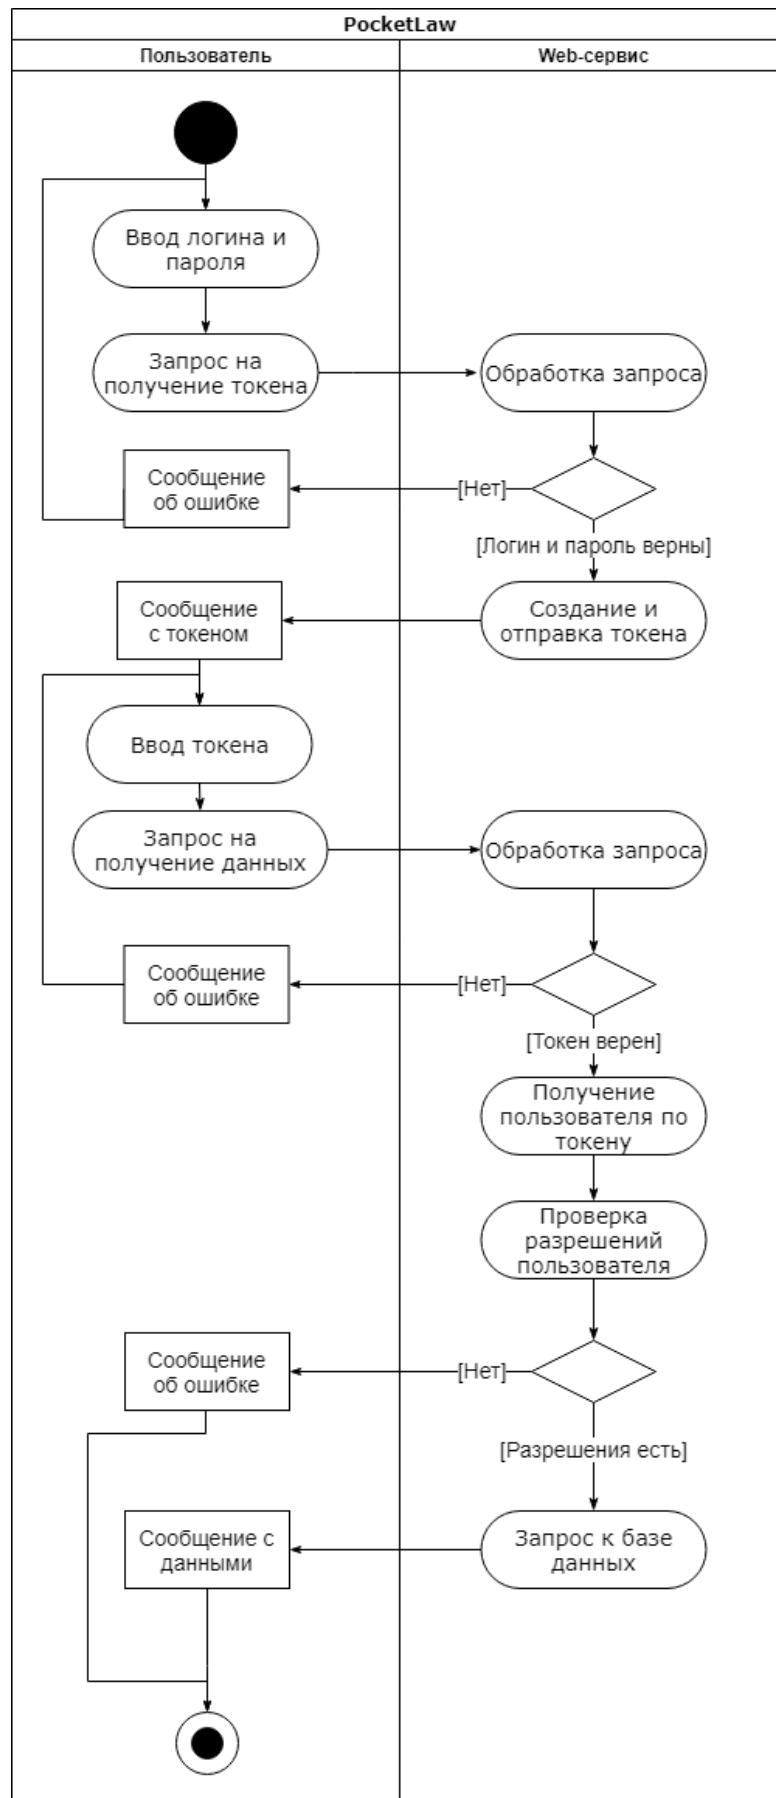 PocketLaw
Пользователь
Web-сервис
Ввод логина и
пароля
Запрос на
получение токена
Обработка запроса
Сообщение
об ошибке
[Нет]
[Логин и пароль верны]
Сообщение
с токеном
Создание и
отправка токена
Ввод токена
Запрос на
получение данных
Обработка запроса
Сообщение
об ошибке
[Нет]
[Токен верен]
Получение
пользователя по
токену
Проверка
разрешений
пользователя
Сообщение
об ошибке
[Нет]
[Разрешения есть]
Сообщение с
данными
Запрос к базе
данных